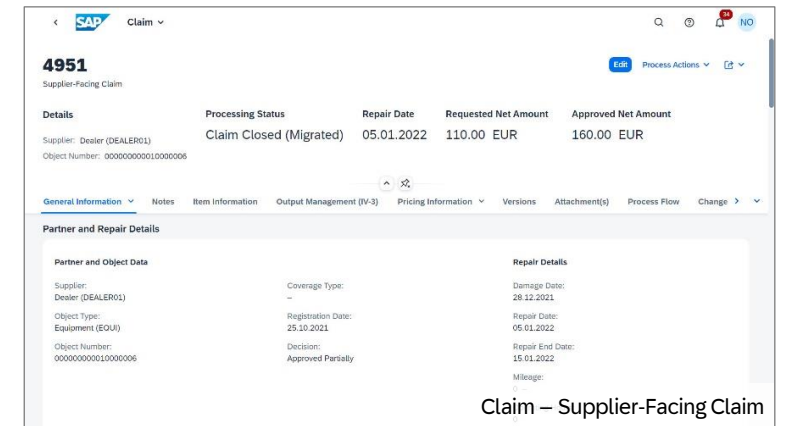 SAP Claim
34
NO
4951
Supplier-Facing Claim
Edit Process Actions
Details
Supplier: Dealer (DEALER01)
Object Number: 000000000010000006
Processing Status
Claim Closed (Migrated)
Repair Date
05.01.2022
Requested Net Amount
110.00 EUR
Approved Net Amount
160.00 EUR
General Information Notes Item Information Output Management (IV-3) Pricing Information Versions Attachment(s) Process Flow Change
Partner and Repair Details
Partner and Object Data
Supplier:
Dealer (DEALER01)
Object Type:
Equipment (EQUI)
Object Number:
000000000010000006
Coverage Type:
–
Registration Date:
25.10.2021
Decision:
Approved Partially
Repair Details
Damage Date:
28.12.2021
Repair Date:
05.01.2022
Repair End Date:
15.01.2022
Mileage:
Claim – Supplier-Facing Claim